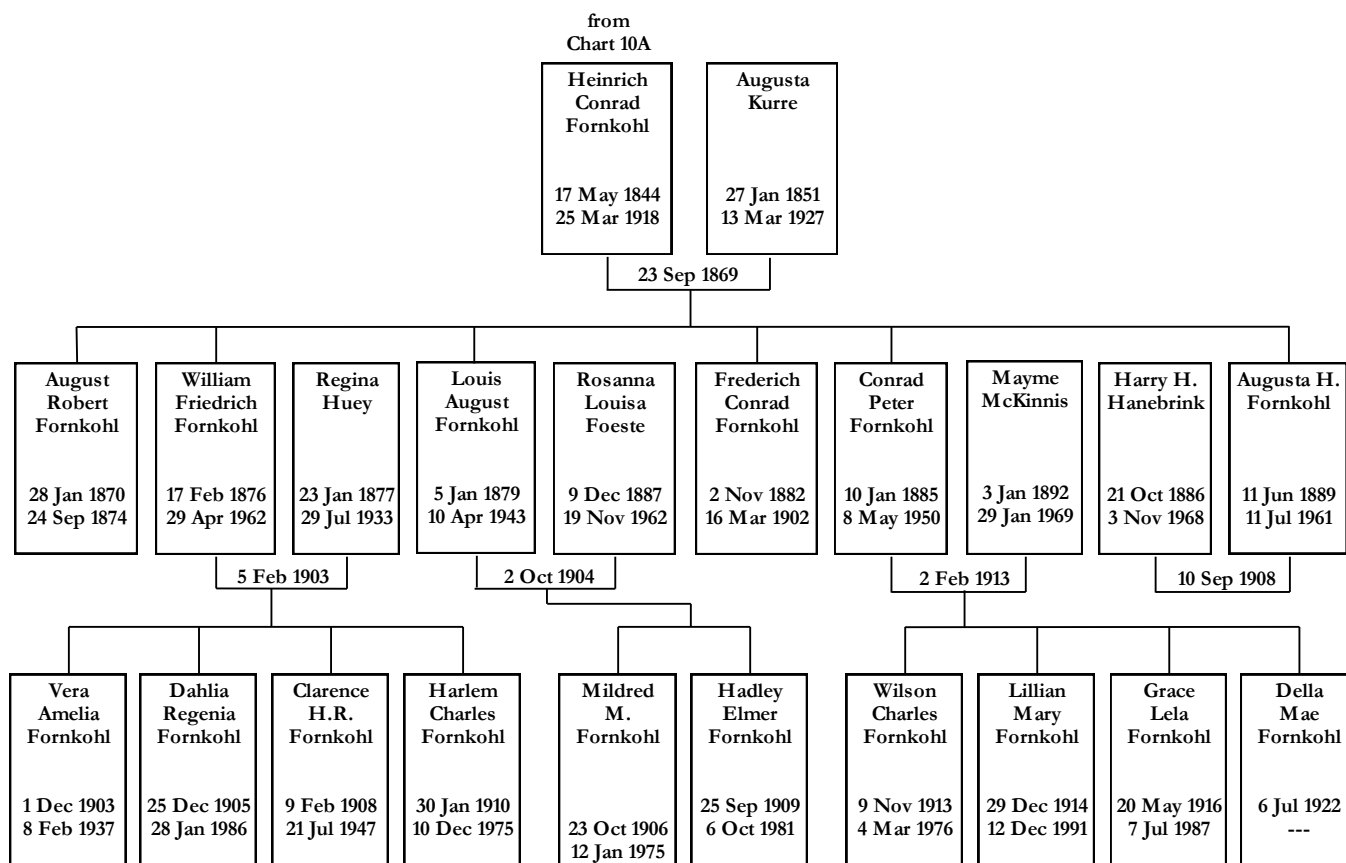 from
Chart 10A
Heinrich
Conrad
Fornkohl
17 May 1844
25 Mar 1918
Augusta
Kurre
27 Jan 1851
13 Mar 1927
23 Sep 1869
August
Robert
Fornkohl
28 Jan 1870
24 Sep 1874
William
Friedrich
Fornkohl
17 Feb 1876
29 Apr 1962
Regina
Huey
23 Jan 1877
29 Jul 1933
Louis
August
Fornkohl
5 Jan 1879
10 Apr 1943
Rosanna
Louisa
Foeste
9 Dec 1887
19 Nov 1962
Frederich
Conrad
Fornkohl
2 Nov 1882
16 Mar 1902
Conrad
Peter
Fornkohl
10 Jan 1885
8 May 1950
Mayme
McKinnis
3 Jan 1892
29 Jan 1969
Harry H.
Hanebrink
21 Oct 1886
3 Nov 1968
Augusta H.
Fornkohl
11 Jun 1889
11 Jul 1961
5 Feb 1903
2 Oct 1904
2 Feb 1913
10 Sep 1908
Vera
Amelia
Fornkohl
1 Dec 1903
8 Feb 1937
Dahlia
Regenia
Fornkohl
25 Dec 1905
28 Jan 1986
Clarence
H.R.
Fornkohl
9 Feb 1908
21 Jul 1947
Harlem
Charles
Fornkohl
30 Jan 1910
10 Dec 1975
Mildred
M.
Fornkohl
23 Oct 1906
12 Jan 1975
Hadley
Elmer
Fornkohl
25 Sep 1909
6 Oct 1981
Wilson
Charles
Fornkohl
9 Nov 1913
4 Mar 1976
Lillian
Mary
Fornkohl
29 Dec 1914
12 Dec 1991
Grace
Lela
Fornkohl
20 May 1916
7 Jul 1987
Della
Mae
Fornkohl
6 Jul 1922
---